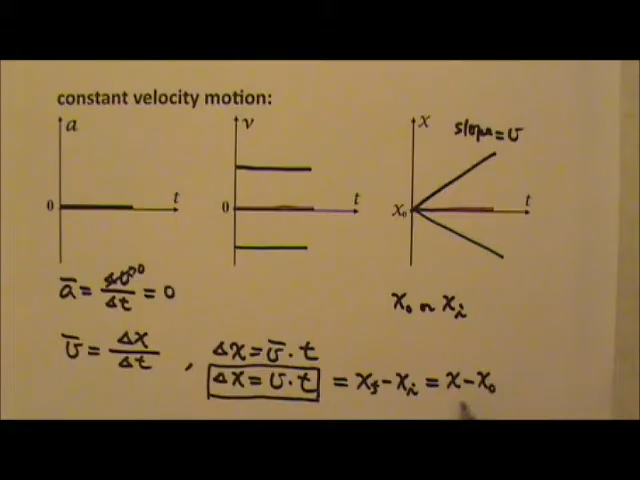 constant velocity motion:
a
v
x
slope = v
0
t
0
t
x₀
t
a̅ = Δv⁰/Δt = 0
x₀ or xᵢ
v̅ = Δx/Δt , Δx = v̅ · t
Δx = v · t = x_f − xᵢ = x − x₀